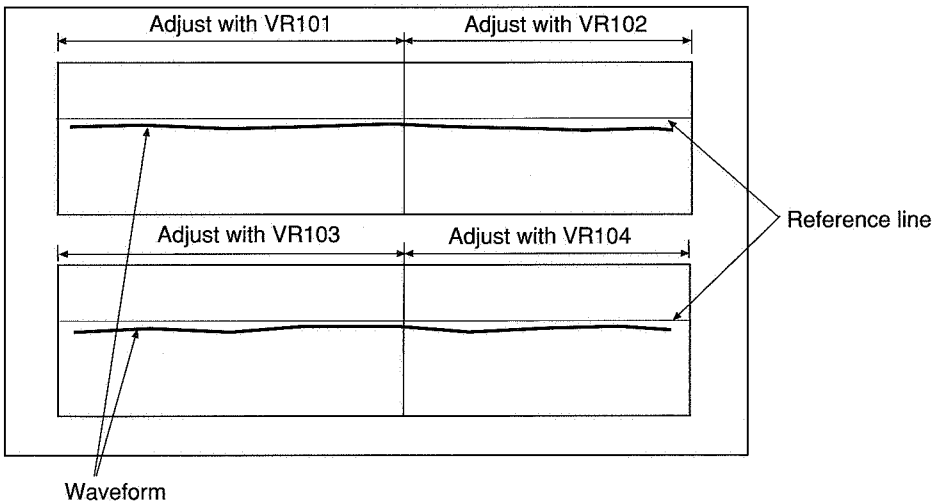 Adjust with VR101
Adjust with VR102
Reference line
Adjust with VR103
Adjust with VR104
Waveform